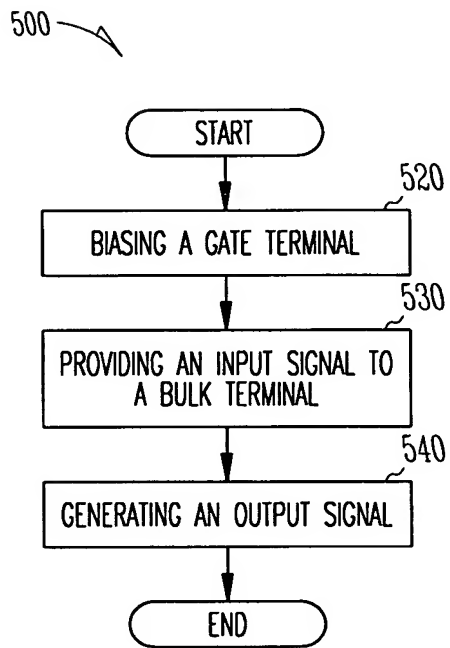 500
START
520
BIASING A GATE TERMINAL
530
PROVIDING AN INPUT SIGNAL TO
A BULK TERMINAL
540
GENERATING AN OUTPUT SIGNAL
END